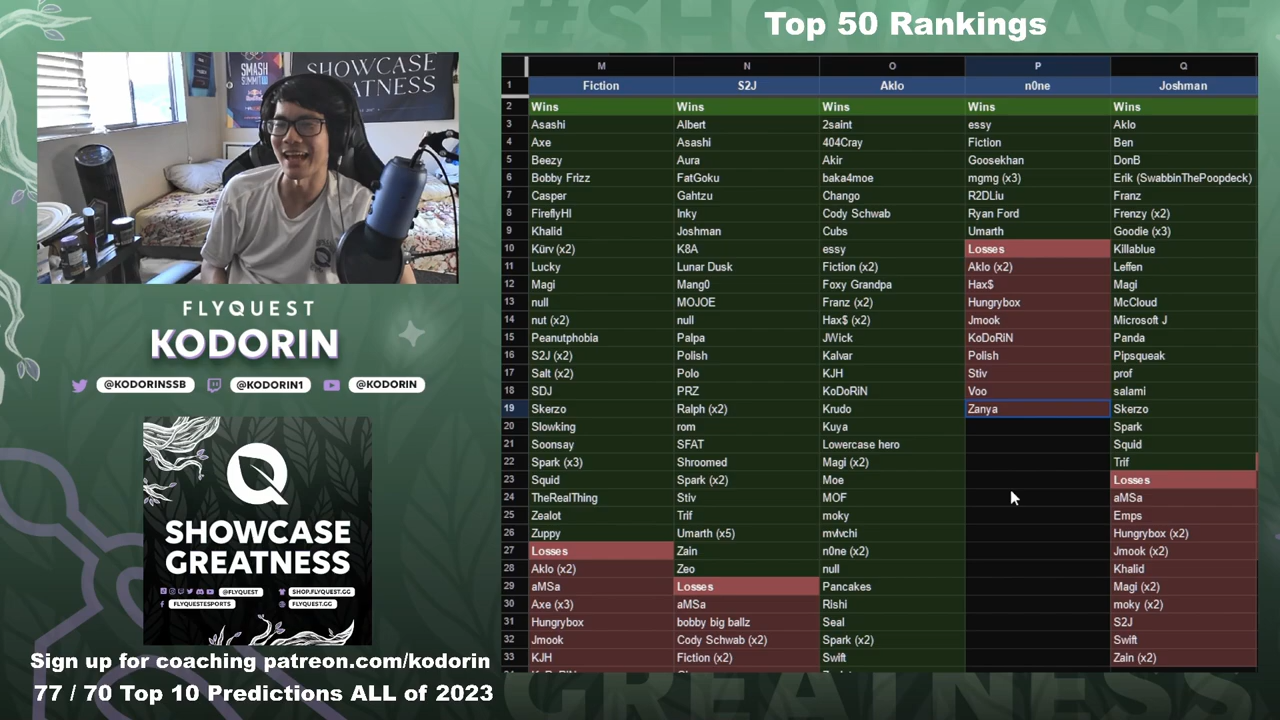 #SHOWCASE
Top 50 Rankings
SMASH
SUMMIT
SHOWCASE
GREATNESS
FLYQUEST
KODORIN
@KODORINSSB @KODORIN1 @KODORIN
SHOWCASE
GREATNESS
@FLYQUEST SHOP.FLYQUEST.GG
FLYQUESTESPORTS FLYQUEST.GG
Sign up for coaching patreon.com/kodorin
77 / 70 Top 10 Predictions ALL of 2023
M N O P Q
1 Fiction S2J Aklo n0ne Joshman
2 Wins Wins Wins Wins Wins
3 Asashi Albert 2saint essy Aklo
4 Axe Asashi 404Cray Fiction Ben
5 Beezy Aura Akir Goosekhan DonB
6 Bobby Frizz FatGoku baka4moe mgmg (x3) Erik (SwabbinThePoopdeck)
7 Casper Gahtzu Chango R2DLiu Franz
8 FireflyHI Inky Cody Schwab Ryan Ford Frenzy (x2)
9 Khalid Joshman Cubs Umarth Goodie (x3)
10 Kürv (x2) K8A essy Losses Killablue
11 Lucky Lunar Dusk Fiction (x2) Aklo (x2) Leffen
12 Magi Mang0 Foxy Grandpa Hax$ Magi
13 null MOJOE Franz (x2) Hungrybox McCloud
14 nut (x2) null Hax$ (x2) Jmook Microsoft J
15 Peanutphobia Palpa JWick KoDoRiN Panda
16 S2J (x2) Polish Kalvar Polish Pipsqueak
17 Salt (x2) Polo KJH Stiv prof
18 SDJ PRZ KoDoRiN Voo salami
19 Skerzo Ralph (x2) Krudo Zanya Skerzo
20 Slowking rom Kuya Spark
21 Soonsay SFAT Lowercase hero Squid
22 Spark (x3) Shroomed Magi (x2) Trif
23 Squid Spark (x2) Moe Losses
24 TheRealThing Stiv MOF aMSa
25 Zealot Trif moky Emps
26 Zuppy Umarth (x5) mvlvchi Hungrybox (x2)
27 Losses Zain n0ne (x2) Jmook (x2)
28 Aklo (x2) Zeo null Khalid
29 aMSa Losses Pancakes Magi (x2)
30 Axe (x3) aMSa Rishi moky (x2)
31 Hungrybox bobby big ballz Seal S2J
32 Jmook Cody Schwab (x2) Spark (x2) Swift
33 KJH Fiction (x2) Swift Zain (x2)
GREATNESS